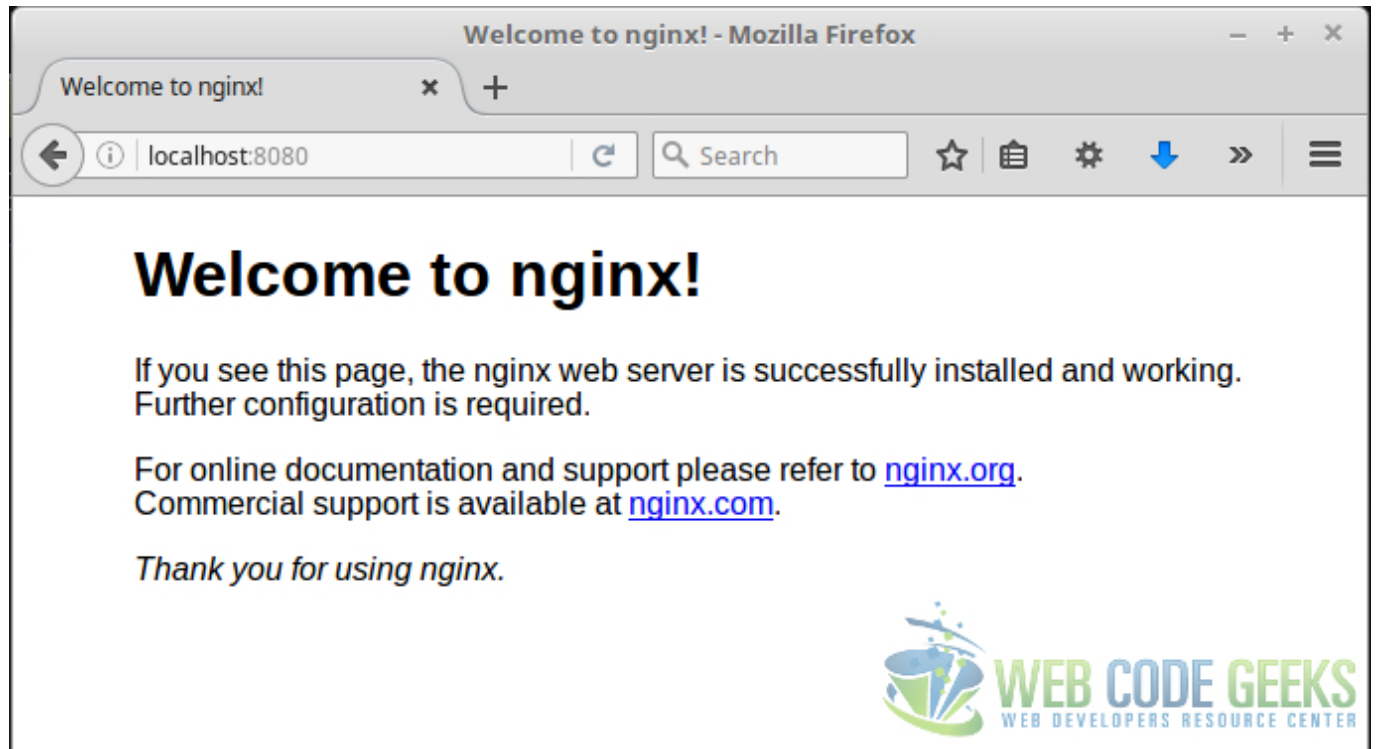 Welcome to nginx! - Mozilla Firefox
Welcome to nginx!
localhost:8080
Search
Welcome to nginx!
If you see this page, the nginx web server is successfully installed and working.
Further configuration is required.
For online documentation and support please refer to nginx.org.
Commercial support is available at nginx.com.
Thank you for using nginx.
WEB CODE GEEKS
WEB DEVELOPERS RESOURCE CENTER